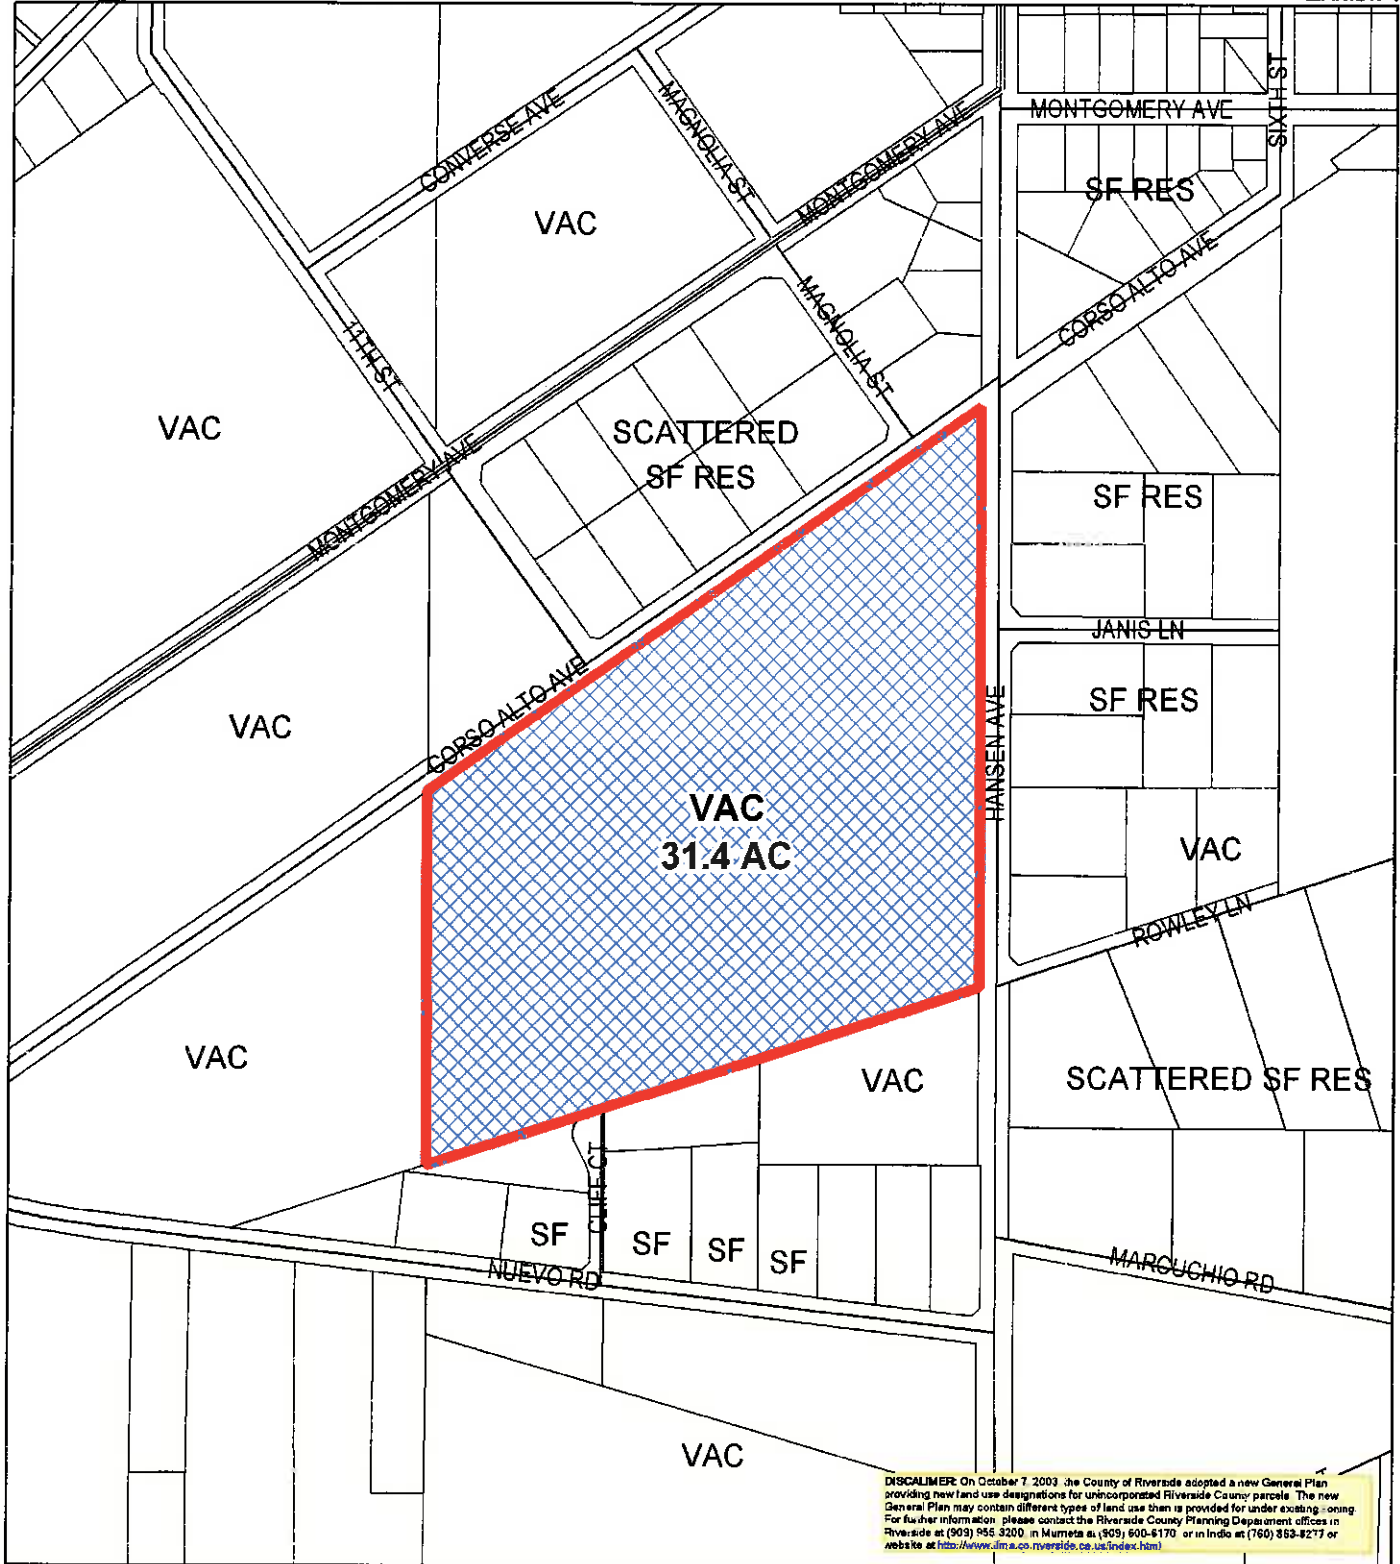 MONTGOMERY AVE
SIXTH ST
CONVERSE AVE
MAGNOLIA ST
MONTGOMERY AVE
SF RES
VAC
CORSO ALTO AVE
MAGNOLIA ST
11TH ST
VAC
SCATTERED
SF RES
MONTGOMERY AVE
SF RES
JANIS LN
CORSO ALTO AVE
SF RES
VAC
HANSEN AVE
VAC
31.4 AC
VAC
ROWLEY LN
VAC
VAC
SCATTERED SF RES
CLIFF CT
SF
SF
SF
SF
NUEVO RD
MARCUCHIO RD
VAC
DISCALIMER: On October 7, 2003, the County of Riverside adopted a new General Plan
providing new land use designations for unincorporated Riverside County parcels. The new
General Plan may contain different types of land use than is provided for under existing zoning.
For further information, please contact the Riverside County Planning Department offices in
Riverside at (909) 955-3200, in Murrieta at (909) 600-6170, or in Indio at (760) 863-8277 or
website at